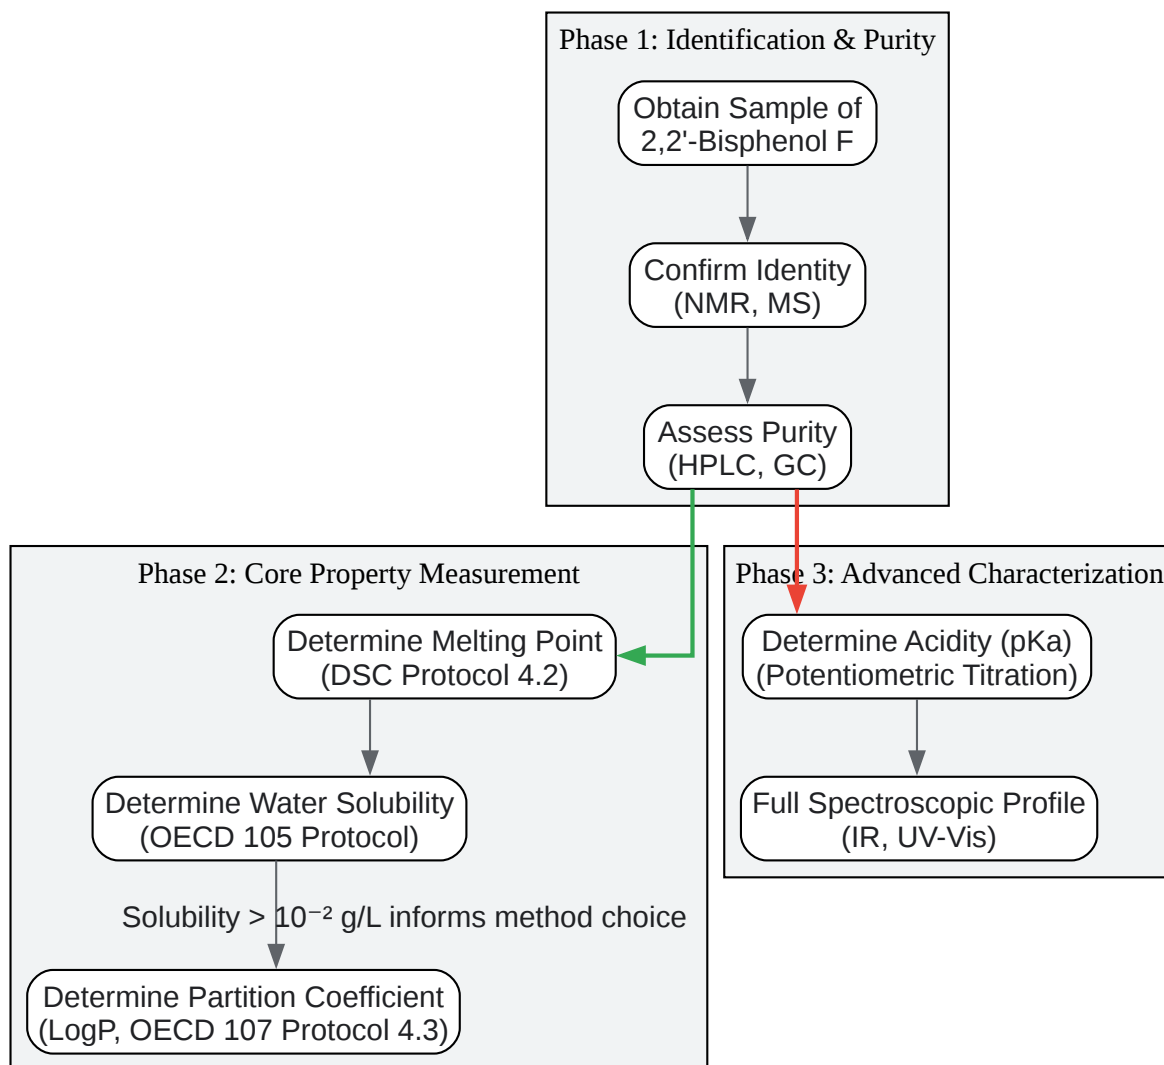 Phase 1: Identification & Purity
Obtain Sample of
2,2'-Bisphenol F
Confirm Identity
(NMR, MS)
Assess Purity
(HPLC, GC)
Phase 2: Core Property Measurement
Determine Melting Point
(DSC Protocol 4.2)
Determine Water Solubility
(OECD 105 Protocol)
Solubility > 10⁻² g/L informs method choice
Determine Partition Coefficient
(LogP, OECD 107 Protocol 4.3)
Phase 3: Advanced Characterization
Determine Acidity (pKa)
(Potentiometric Titration)
Full Spectroscopic Profile
(IR, UV-Vis)